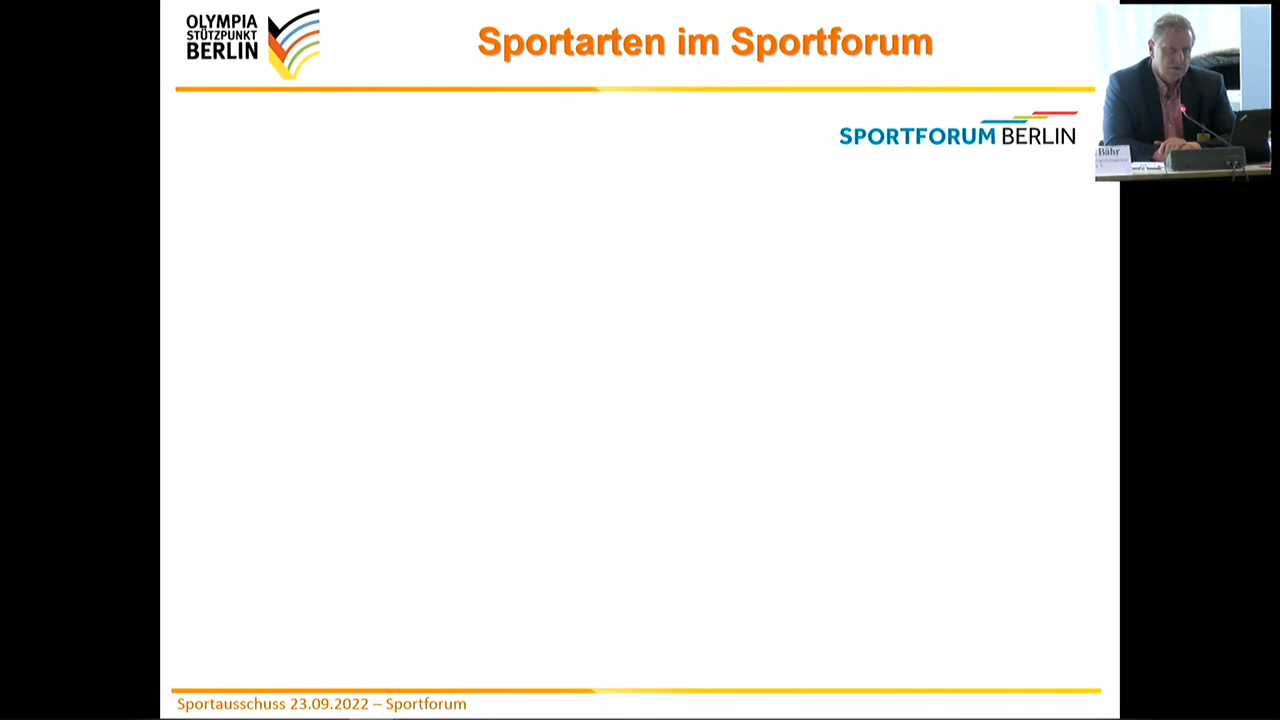 OLYMPIA
STÜTZPUNKT
BERLIN
Sportarten im Sportforum
SPORTFORUM BERLIN
Bähr
Sportausschuss 23.09.2022 – Sportforum